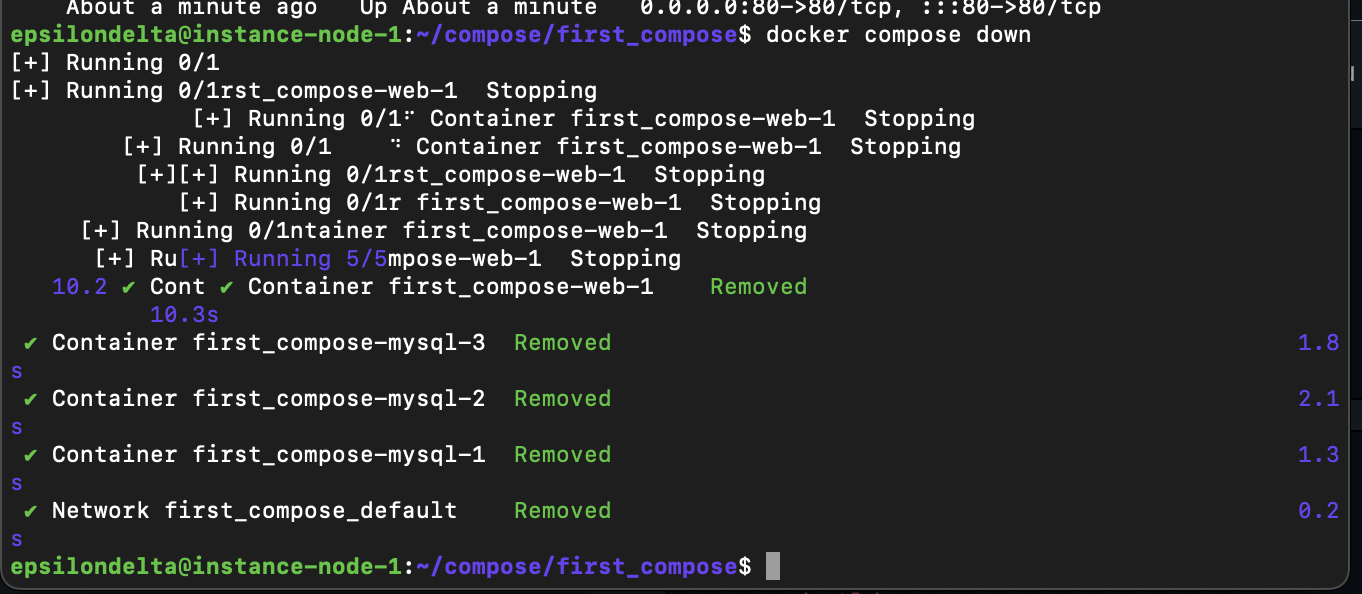 About a minute ago   Up About a minute   0.0.0.0:80->80/tcp, :::80->80/tcp
epsilondelta@instance-node-1:~/compose/first_compose$ docker compose down
[+] Running 0/1
[+] Running 0/1rst_compose-web-1  Stopping
[+] Running 0/1⠋ Container first_compose-web-1  Stopping
[+] Running 0/1    ⠙ Container first_compose-web-1  Stopping
[+][+] Running 0/1rst_compose-web-1  Stopping
[+] Running 0/1r first_compose-web-1  Stopping
[+] Running 0/1ntainer first_compose-web-1  Stopping
[+] Ru[+] Running 5/5mpose-web-1  Stopping
10.2 ✔ Cont ✔ Container first_compose-web-1    Removed
10.3s
✔ Container first_compose-mysql-3  Removed 1.8
s
✔ Container first_compose-mysql-2  Removed 2.1
s
✔ Container first_compose-mysql-1  Removed 1.3
s
✔ Network first_compose_default    Removed 0.2
s
epsilondelta@instance-node-1:~/compose/first_compose$